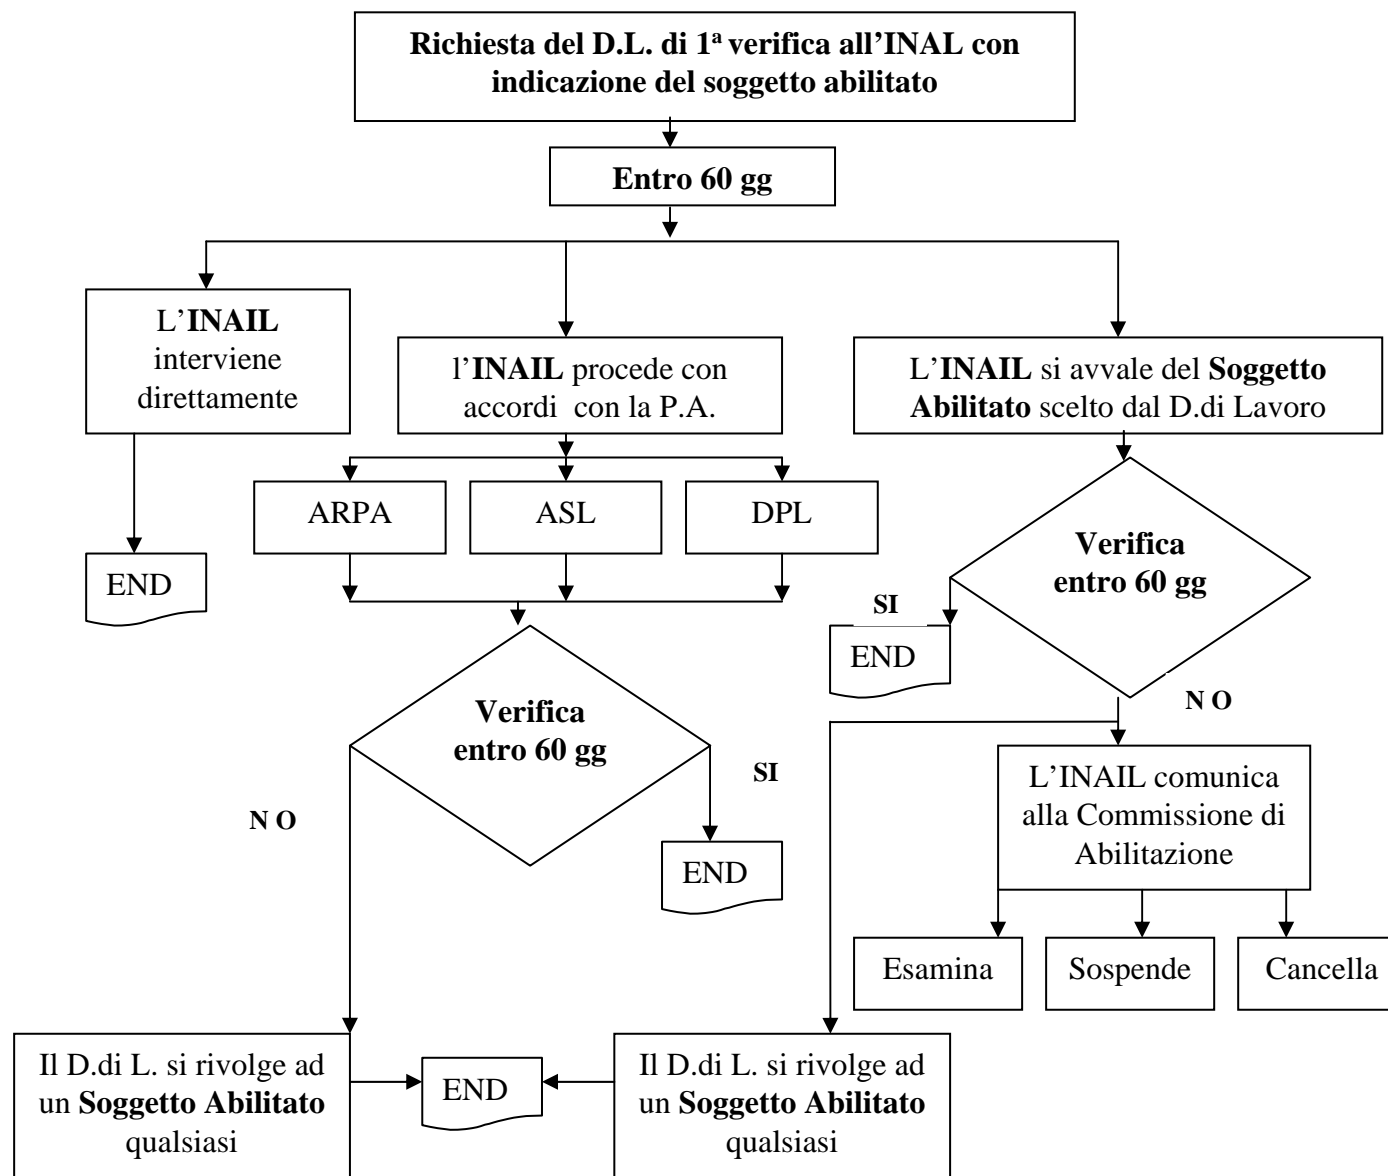 Richiesta del D.L. di 1ª verifica all’INAL con
indicazione del soggetto abilitato
Entro 60 gg
L’INAIL
interviene
direttamente
l’INAIL procede con
accordi con la P.A.
L’INAIL si avvale del Soggetto
Abilitato scelto dal D.di Lavoro
ARPA
ASL
DPL
Verifica
entro 60 gg
END
SI
END
N O
Verifica
entro 60 gg
SI
N O
END
L’INAIL comunica
alla Commissione di
Abilitazione
Esamina
Sospende
Cancella
Il D.di L. si rivolge ad
un Soggetto Abilitato
qualsiasi
END
Il D.di L. si rivolge ad
un Soggetto Abilitato
qualsiasi